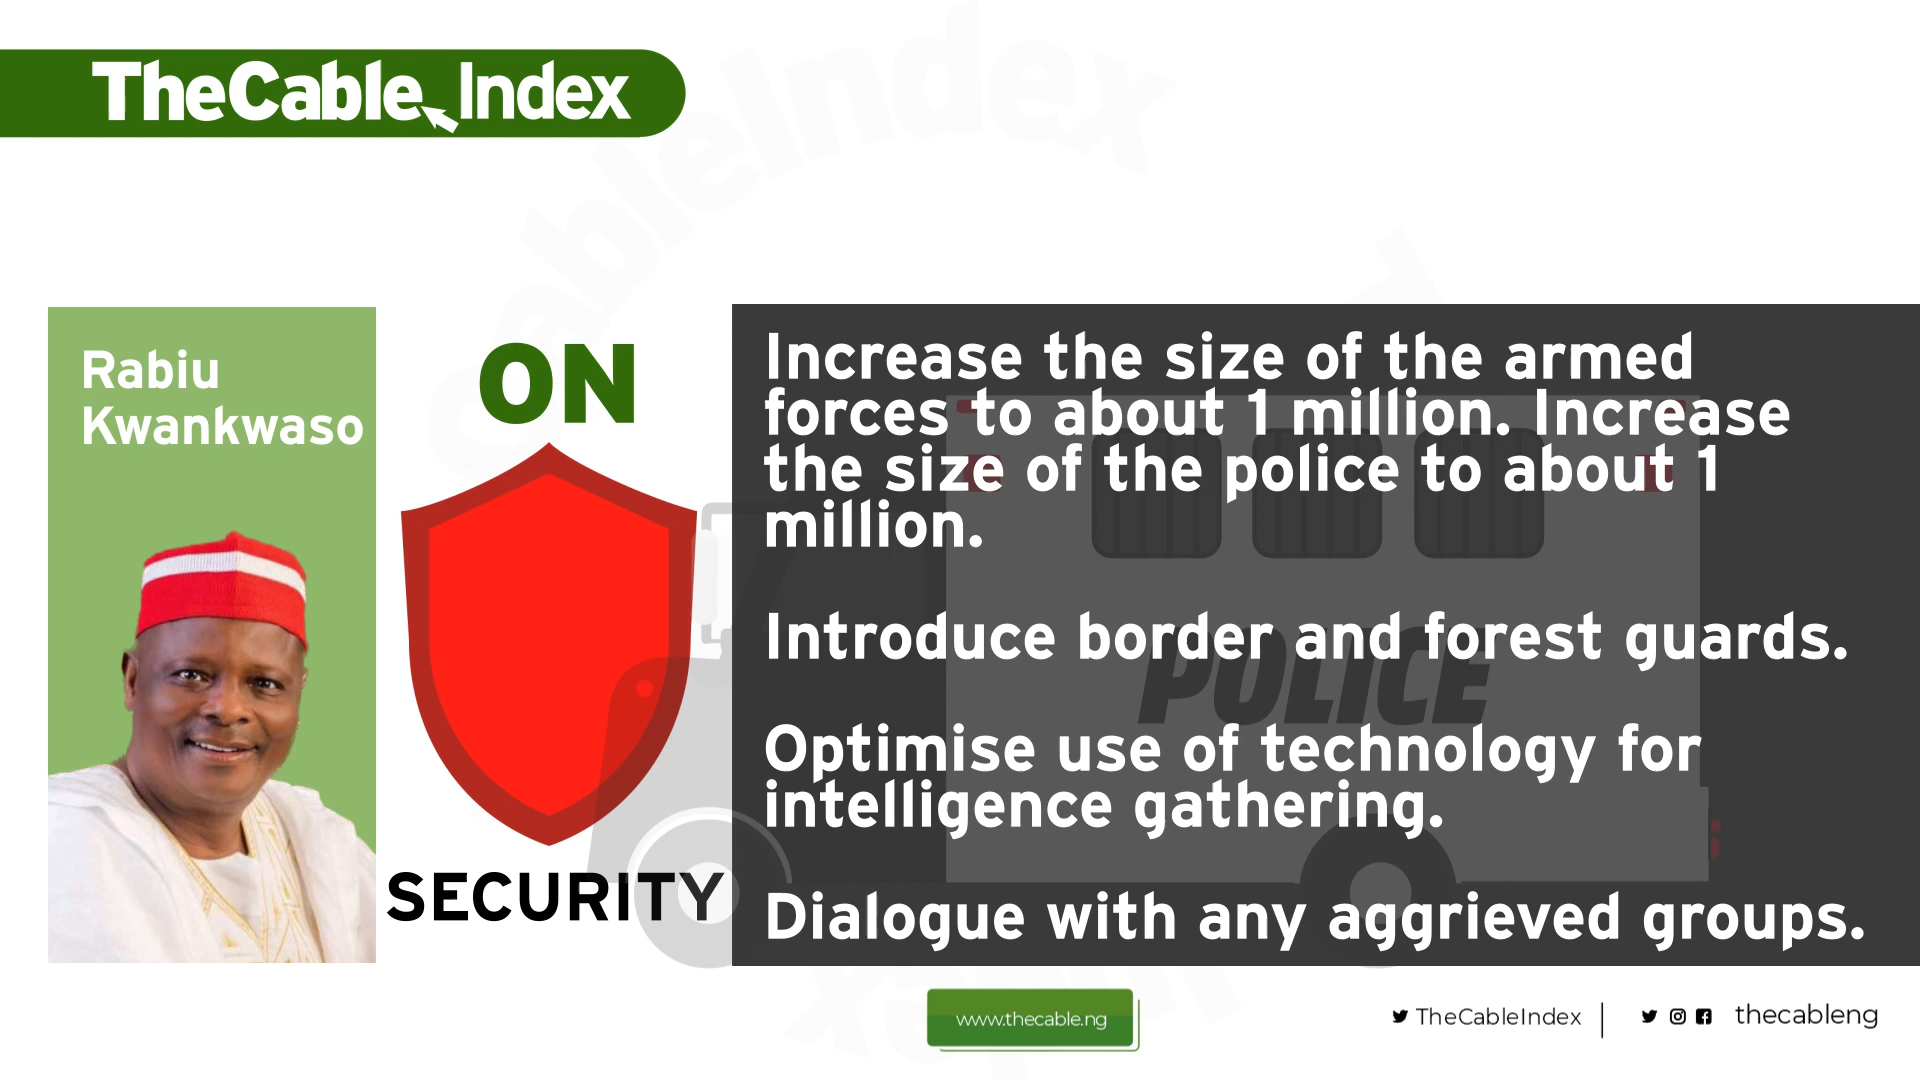 TheCable Index
Rabiu
Kwankwaso
ON
SECURITY
Increase the size of the armed
forces to about 1 million. Increase
the size of the police to about 1
million.
Introduce border and forest guards.
Optimise use of technology for
intelligence gathering.
Dialogue with any aggrieved groups.
POLICE
www.thecable.ng
TheCableIndex | thecableng